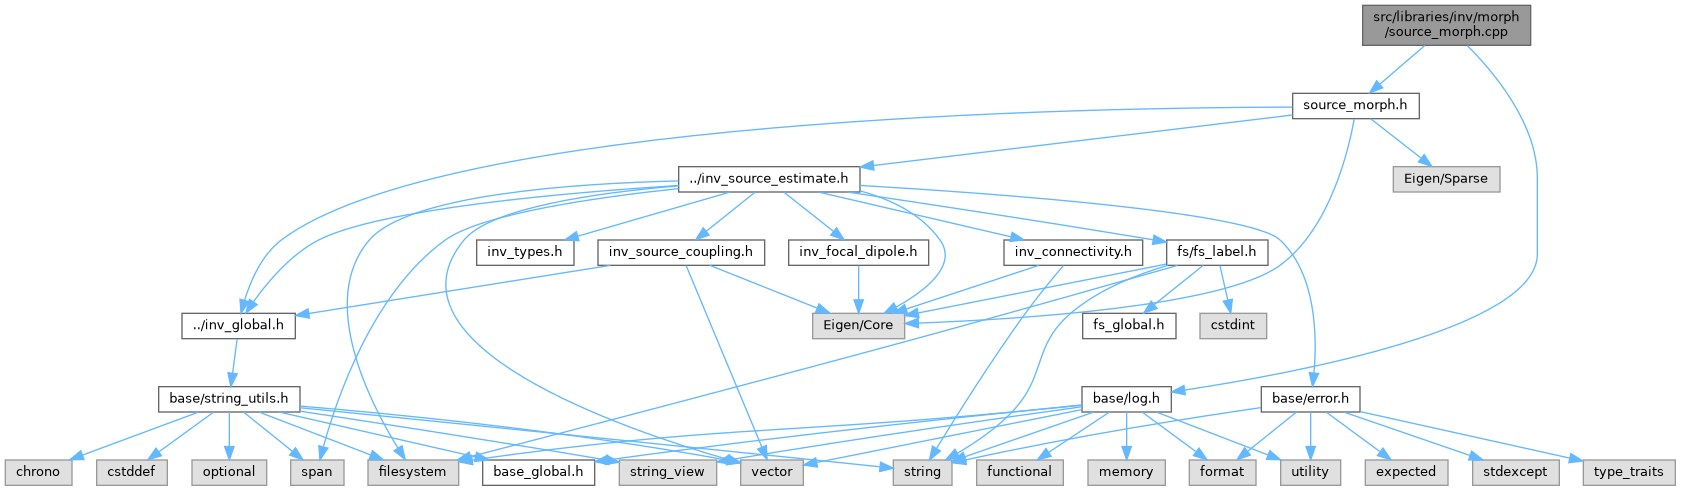 src/libraries/inv/morph
/source_morph.cpp
source_morph.h
../inv_source_estimate.h
Eigen/Sparse
inv_types.h
inv_source_coupling.h
inv_focal_dipole.h
inv_connectivity.h
fs/fs_label.h
../inv_global.h
Eigen/Core
fs_global.h
cstdint
base/string_utils.h
base/log.h
base/error.h
chrono
cstddef
optional
span
filesystem
base_global.h
string_view
vector
string
functional
memory
format
utility
expected
stdexcept
type_traits